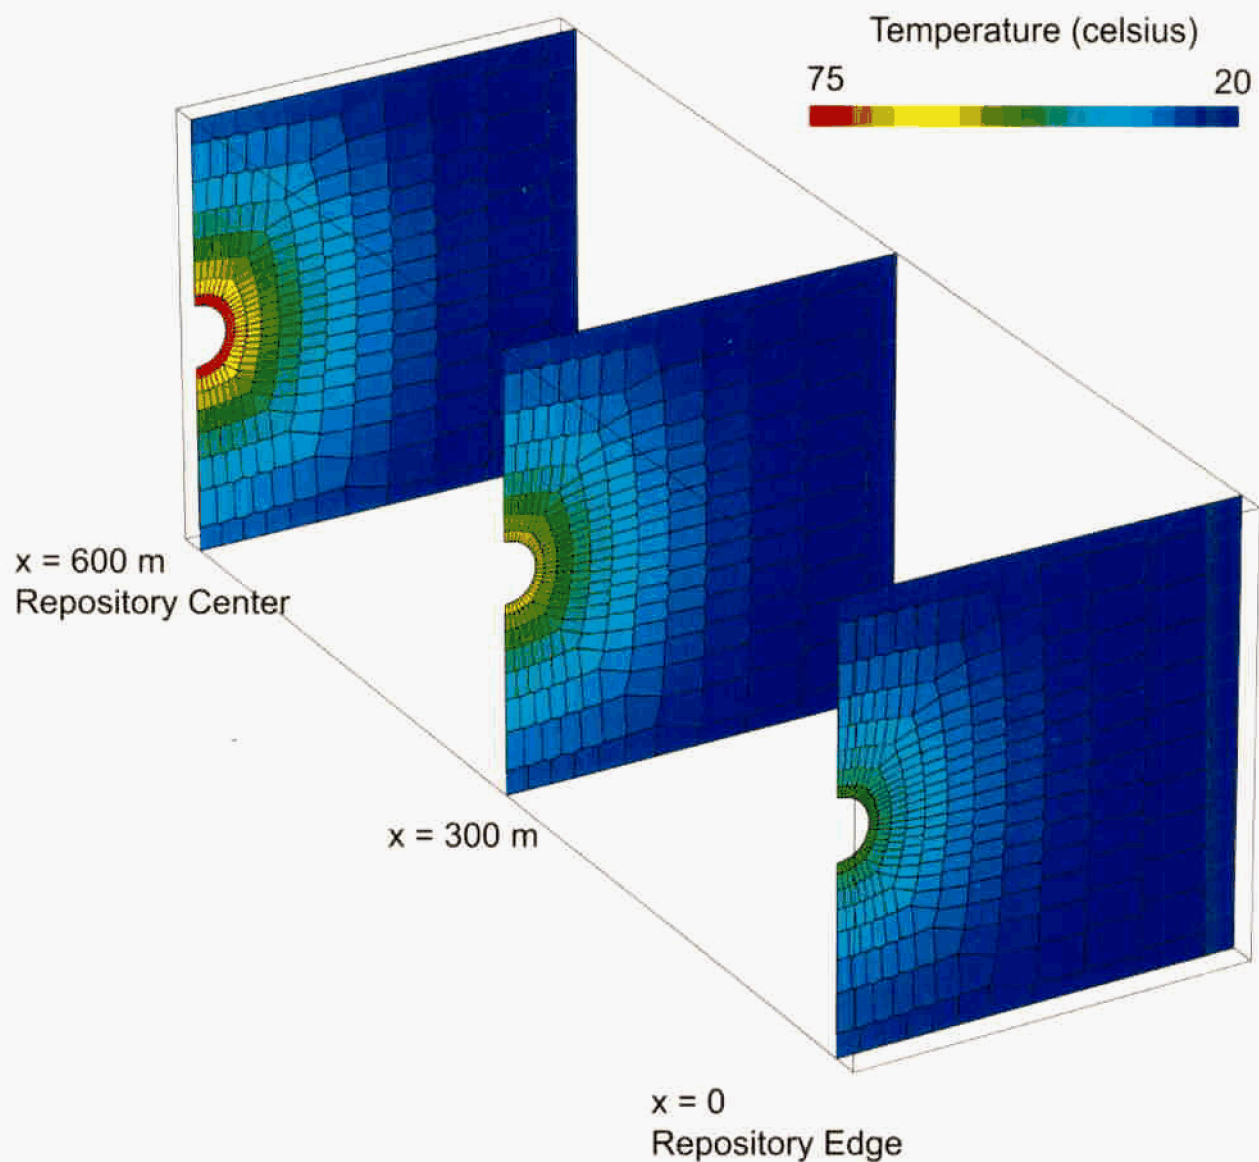 Temperature (celsius)
75 20
x = 600 m
Repository Center
x = 300 m
x = 0
Repository Edge